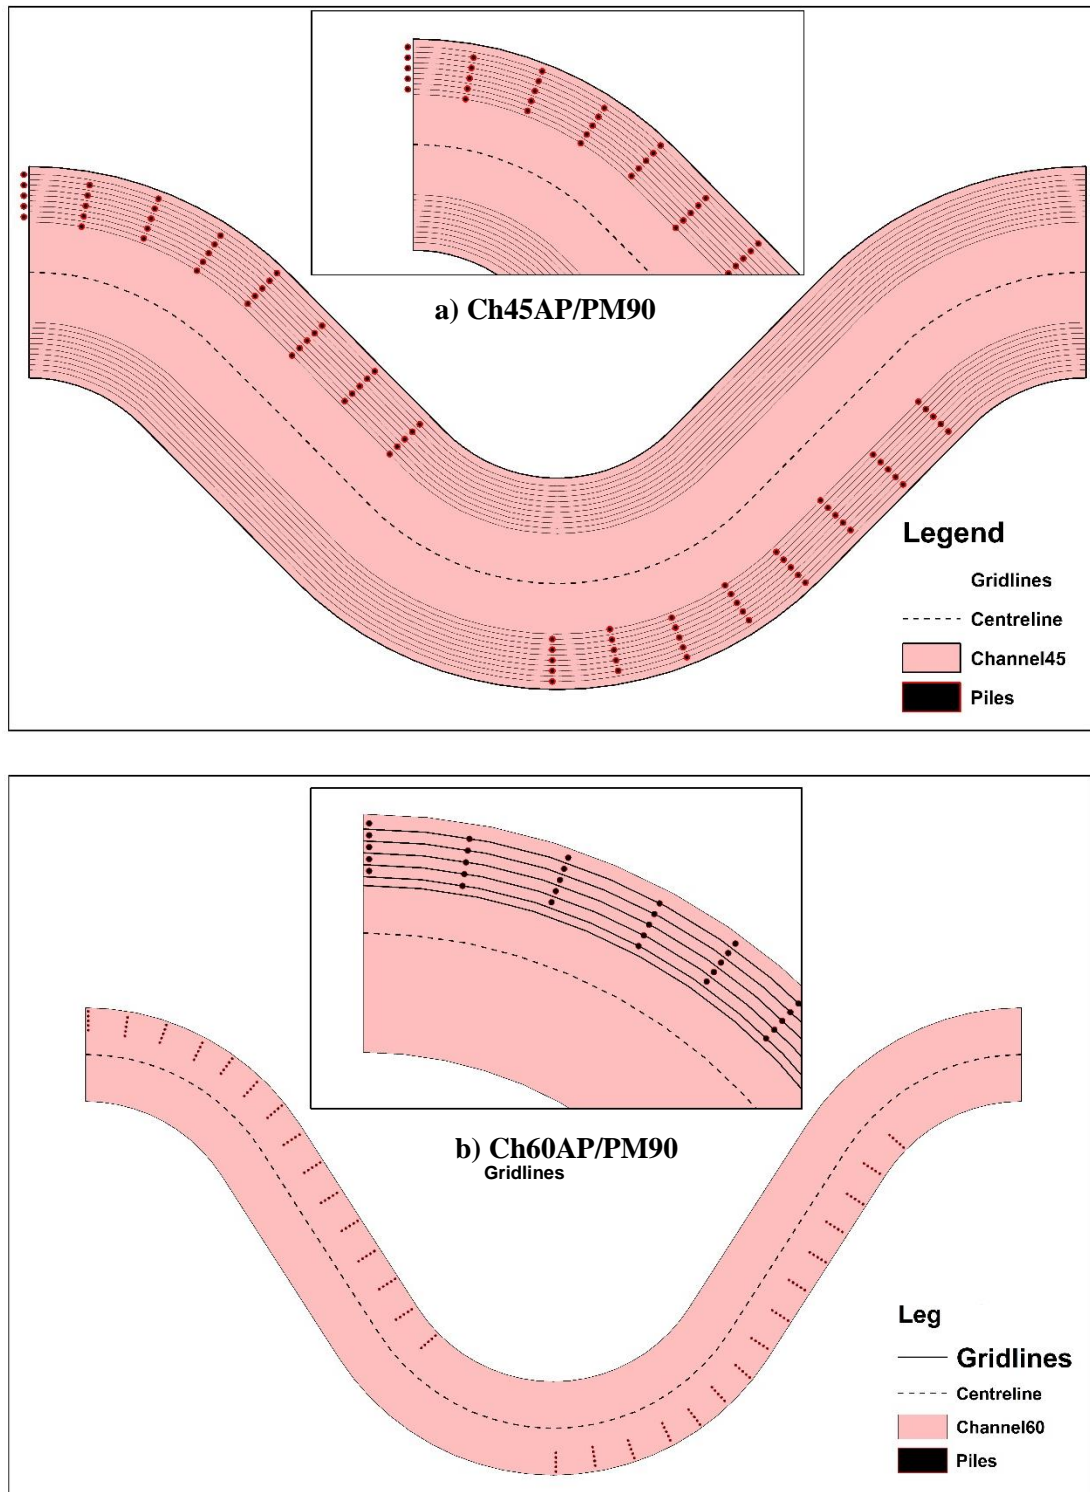 a) Ch45AP/PM90
Legend
Gridlines
Centreline
Channel45
Piles
b) Ch60AP/PM90
Gridlines
Leg
Gridlines
Centreline
Channel60
Piles